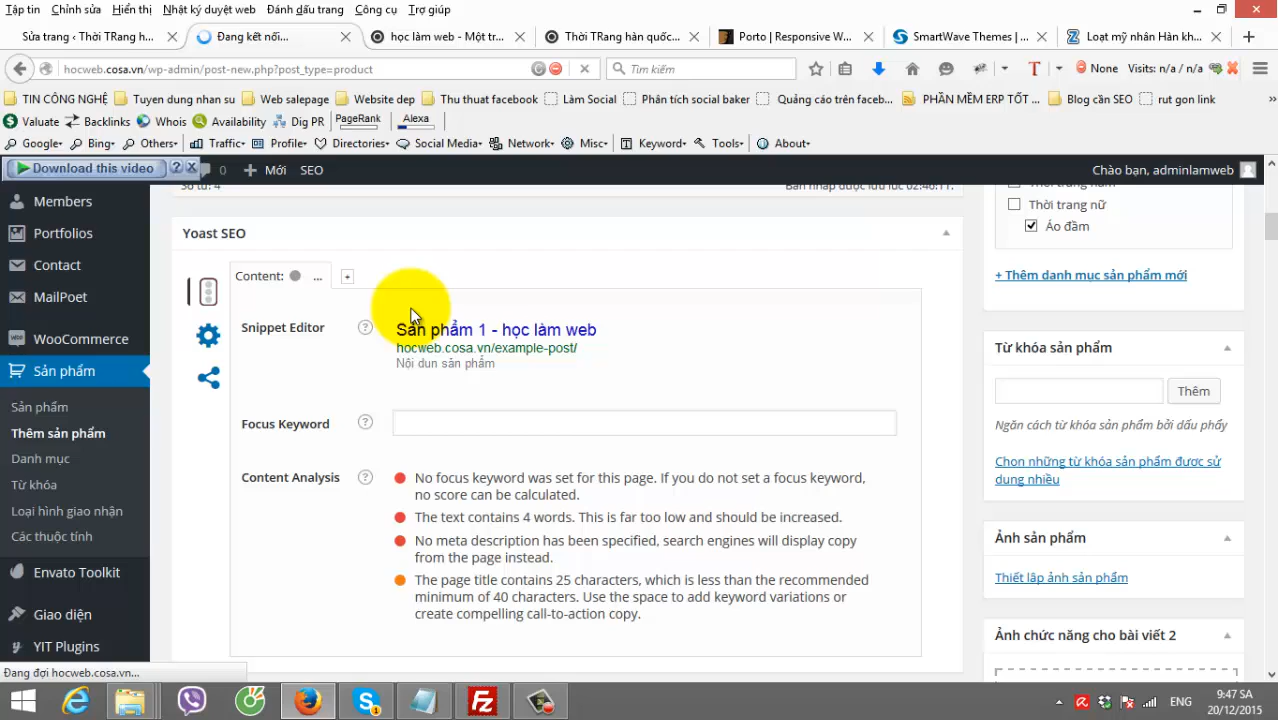 Tập tin Chỉnh sửa Hiển thị Nhật ký duyệt web Đánh dấu trang Công cụ Trợ giúp
Sửa trang ‹ Thời TRang h... Đang kết nối... học làm web - Một tr... Thời TRang hàn quốc... Porto | Responsive W... SmartWave Themes | ... Loạt mỹ nhân Hàn kh...
hocweb.cosa.vn/wp-admin/post-new.php?post_type=product Tìm kiếm None Visits: n/a / n/a
TIN CÔNG NGHỆ Tuyen dung nhan su Web salepage Website dep Thu thuat facebook Làm Social Phân tích social baker Quảng cáo trên faceb... PHẦN MỀM ERP TỐT ... Blog cần SEO rut gon link
Valuate Backlinks Whois Availability Dig PR PageRank Alexa
Google Bing Others Traffic Profile Directories Social Media Network Misc Keyword Tools About
Download this video ? X 0 Mới SEO Chào bạn, adminlamweb
Số từ: 4 Bản nháp được lưu lúc 02:46:11.
Members
Portfolios
Contact
MailPoet
WooCommerce
Sản phẩm
Sản phẩm
Thêm sản phẩm
Danh mục
Từ khóa
Loại hình giao nhận
Các thuộc tính
Envato Toolkit
Giao diện
YIT Plugins
Yoast SEO
Content: ... +
Snippet Editor ? Sản phẩm 1 - học làm web
hocweb.cosa.vn/example-post/
Nội dun sản phẩm
Focus Keyword ?
Content Analysis ? No focus keyword was set for this page. If you do not set a focus keyword,
no score can be calculated.
The text contains 4 words. This is far too low and should be increased.
No meta description has been specified, search engines will display copy
from the page instead.
The page title contains 25 characters, which is less than the recommended
minimum of 40 characters. Use the space to add keyword variations or
create compelling call-to-action copy.
Thời trang nam
Thời trang nữ
Áo đầm
+ Thêm danh mục sản phẩm mới
Từ khóa sản phẩm
Thêm
Ngăn cách từ khóa sản phẩm bởi dấu phẩy
Chọn những từ khóa sản phẩm được sử
dụng nhiều
Ảnh sản phẩm
Thiết lập ảnh sản phẩm
Ảnh chức năng cho bài viết 2
Đang đợi hocweb.cosa.vn...
ENG 9:47 SA
20/12/2015